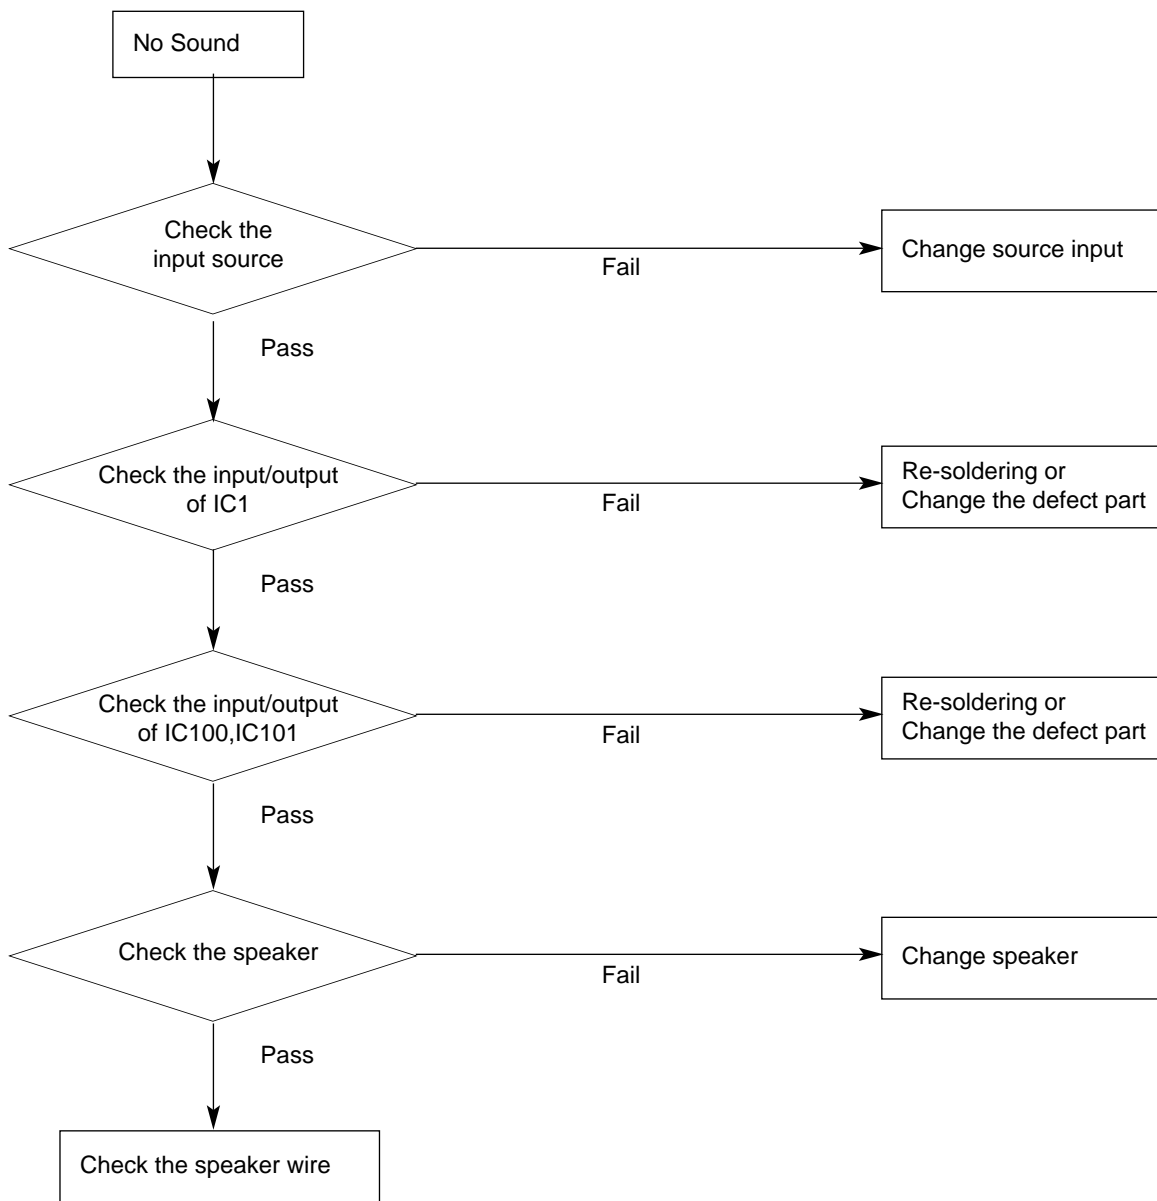 No Sound
Check the
input source
Fail
Change source input
Pass
Check the input/output
of IC1
Fail
Re-soldering or
Change the defect part
Pass
Check the input/output
of IC100,IC101
Fail
Re-soldering or
Change the defect part
Pass
Check the speaker
Fail
Change speaker
Pass
Check the speaker wire